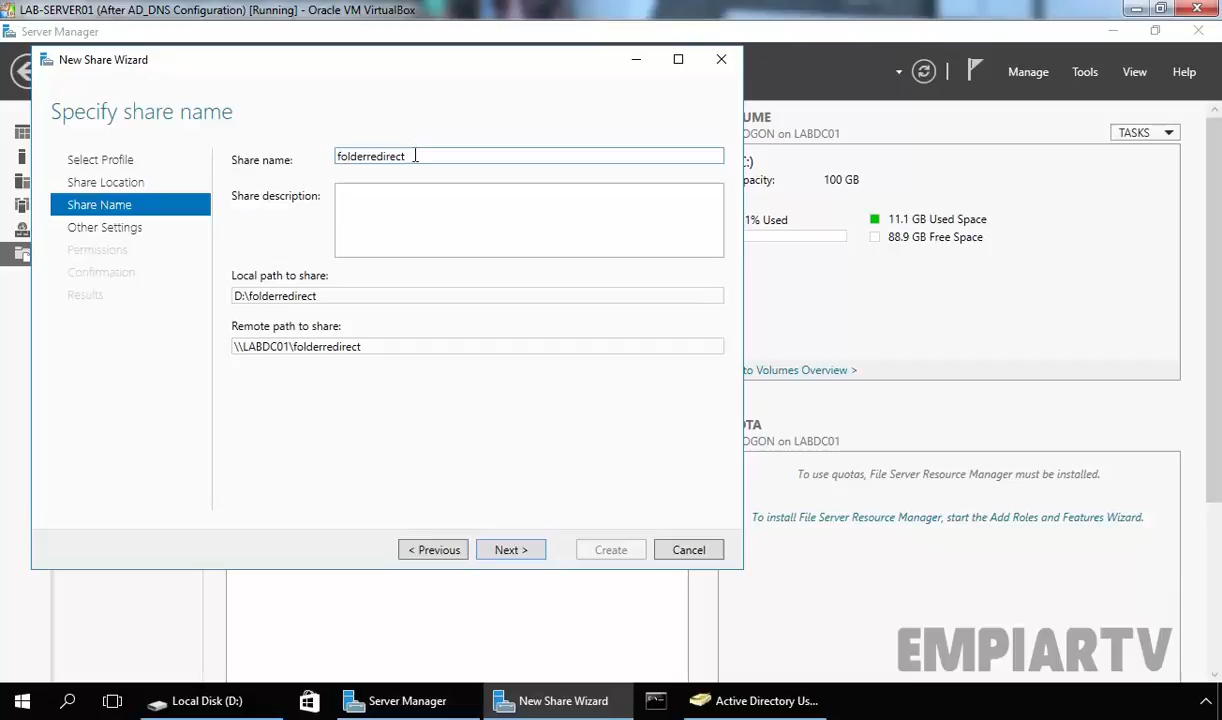 LAB-SERVER01 (After AD_DNS Configuration) [Running] - Oracle VM VirtualBox
Server Manager
New Share Wizard
Manage Tools View Help
Specify share name
UME
OGON on LABDC01
TASKS
Select Profile
Share Location
Share Name
Other Settings
Permissions
Confirmation
Results
Share name:
folderredirect
Share description:
Local path to share:
D:\folderredirect
Remote path to share:
\\LABDC01\folderredirect
:)
pacity: 100 GB
1% Used
11.1 GB Used Space
88.9 GB Free Space
to Volumes Overview >
OTA
OGON on LABDC01
To use quotas, File Server Resource Manager must be installed.
To install File Server Resource Manager, start the Add Roles and Features Wizard.
< Previous
Next >
Create
Cancel
EMPIARTV
Local Disk (D:)
Server Manager
New Share Wizard
Active Directory Us...